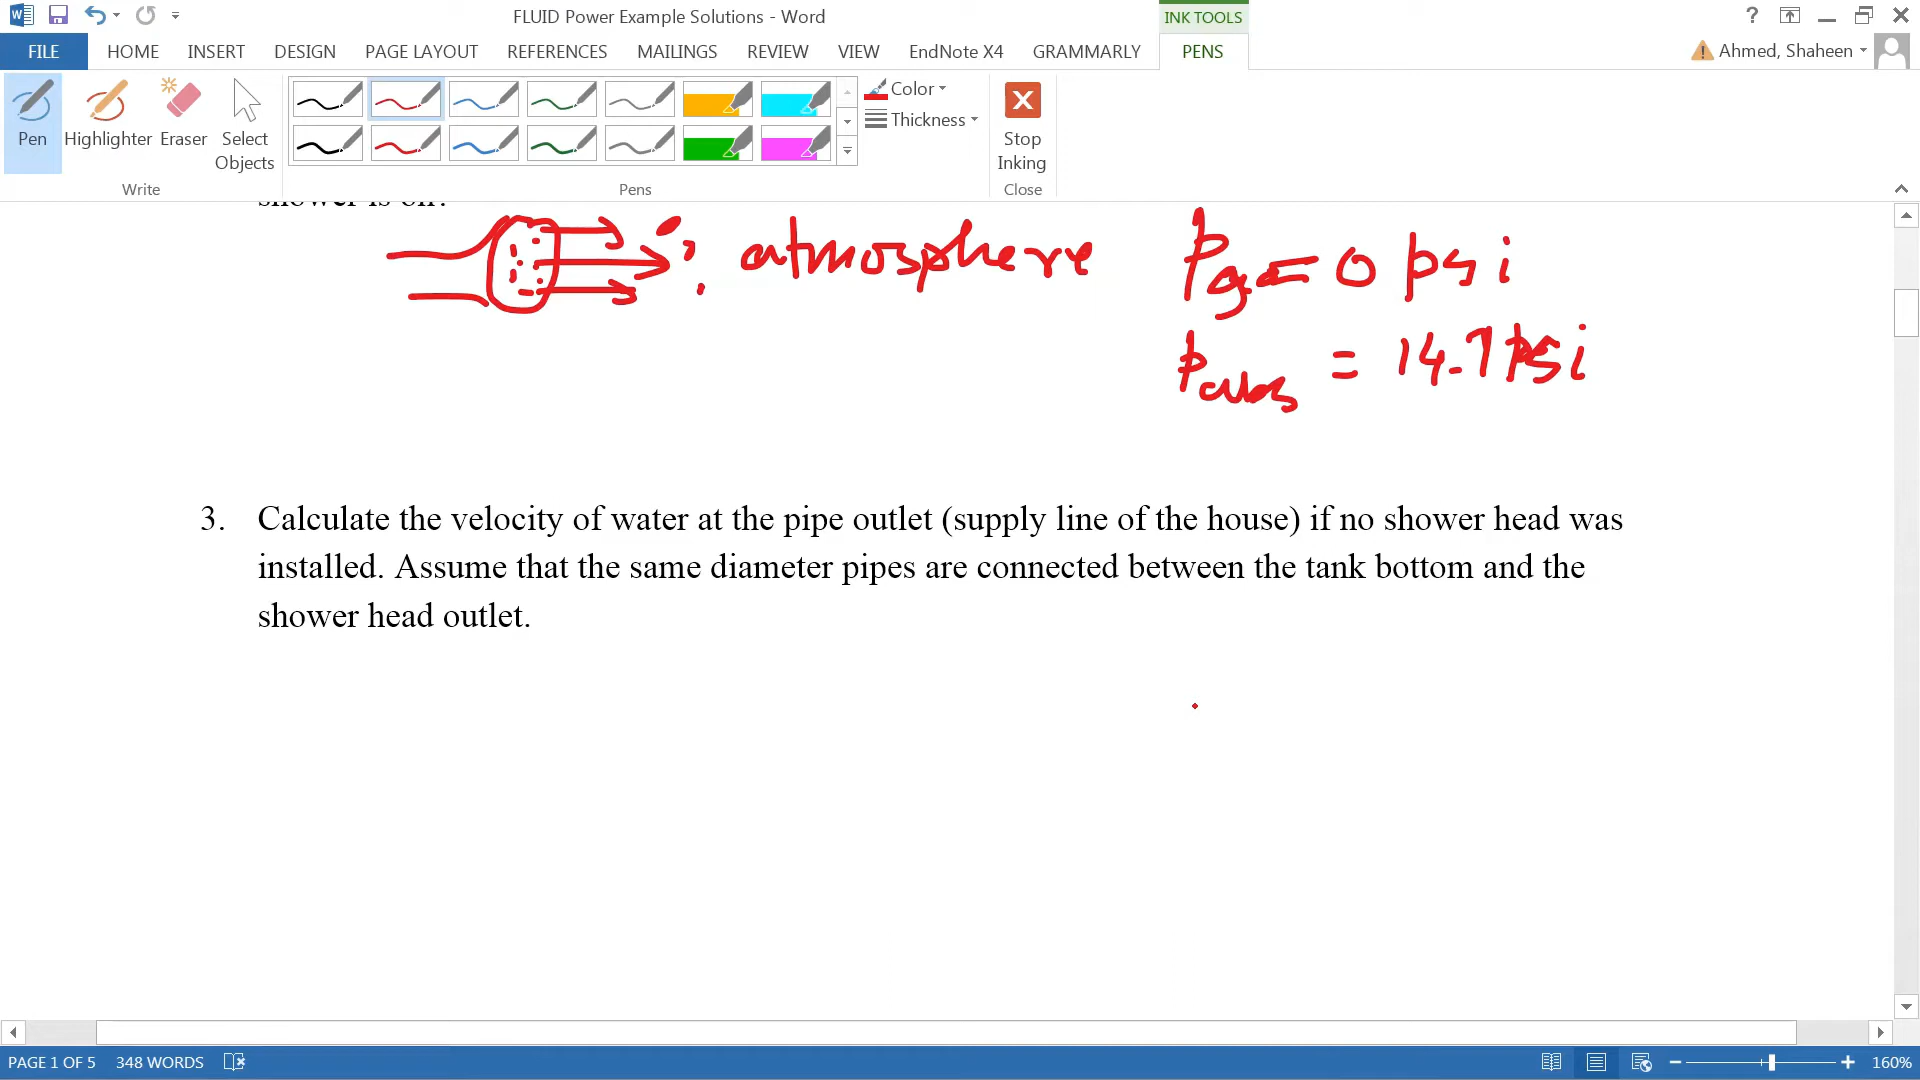 FLUID Power Example Solutions - Word
INK TOOLS
?
FILE
HOME
INSERT
DESIGN
PAGE LAYOUT
REFERENCES
MAILINGS
REVIEW
VIEW
EndNote X4
GRAMMARLY
PENS
Ahmed, Shaheen
Pen
Highlighter
Eraser
Select
Objects
Color
Thickness
Stop
Inking
Write
Pens
Close
shower is on?
atmosphere
Pga = 0 psi
Pabs = 14.7 psi
3. Calculate the velocity of water at the pipe outlet (supply line of the house) if no shower head was
installed. Assume that the same diameter pipes are connected between the tank bottom and the
shower head outlet.
PAGE 1 OF 5
348 WORDS
160%